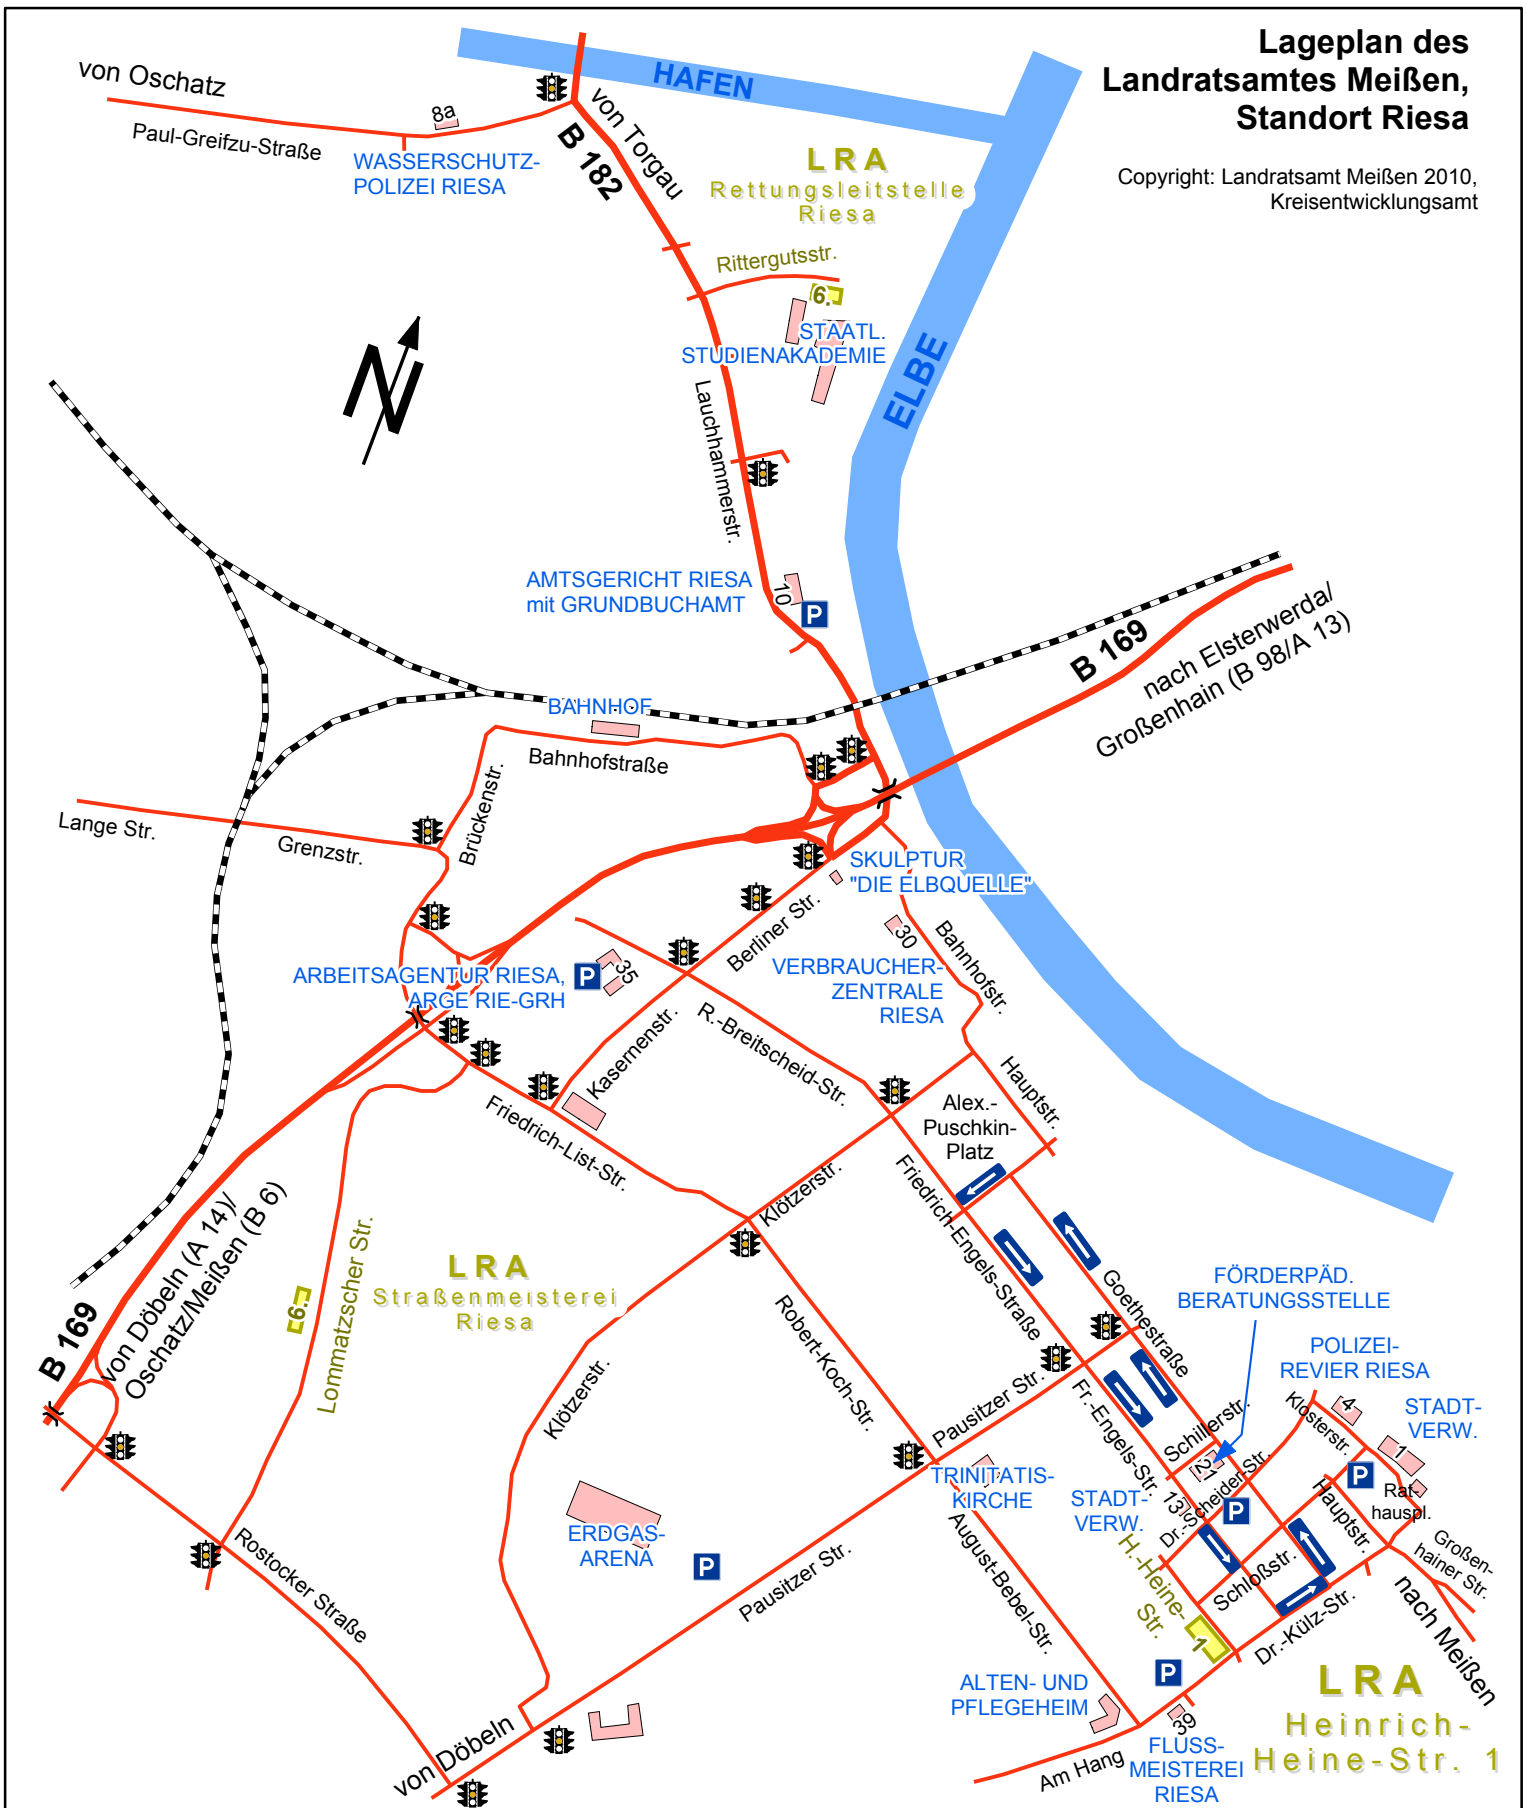 Lageplan des
Landratsamtes Meißen,
Standort Riesa
Copyright: Landratsamt Meißen 2010,
Kreisentwicklungsamt
von Oschatz
Paul-Greifzu-Straße
8a
WASSERSCHUTZ-
POLIZEI RIESA
HAFEN
von Torgau
B 182
LRA
Rettungsleitstelle
Riesa
Rittergutsstr.
6.
STAATL.
STUDIENAKADEMIE
ELBE
N
Lauchhammerstr.
AMTSGERICHT RIESA
mit GRUNDBUCHAMT
10
P
B 169
nach Elsterwerda/
Großenhain (B 98/A 13)
BAHNHOF
Bahnhofstraße
Brückenstr.
Lange Str.
Grenzstr.
SKULPTUR
"DIE ELBQUELLE"
Berliner Str.
30
Bahnhofstr.
VERBRAUCHER-
ZENTRALE
RIESA
ARBEITSAGENTUR RIESA,
ARGE RIE-GRH
P
35
Kasernenstr.
R.-Breitscheid-Str.
Hauptstr.
Alex.-
Puschkin-
Platz
Friedrich-List-Str.
Klötzerstr.
Friedrich-Engels-Straße
Goethestraße
B 169
von Döbeln (A 14)/
Oschatz/Meißen (B 6)
6.
Lommatzscher Str.
LRA
Straßenmeisterei
Riesa
Klötzerstr.
Robert-Koch-Str.
Pausitzer Str.
FÖRDERPÄD.
BERATUNGSSTELLE
POLIZEI-
REVIER RIESA
STADT-
VERW.
Fr.-Engels-Str.
Schillerstr.
Klosterstr.
4
1
21
P
Rat-
hauspl.
Hauptstr.
Dr.-Scheider-Str.
13
P
STADT-
VERW.
TRINITATIS-
KIRCHE
ERDGAS-
ARENA
P
Pausitzer Str.
August-Bebel-Str.
H.-Heine-
Str.
1
Schloßstr.
Dr.-Külz-Str.
Großen-
hainer Str.
nach Meißen
Rostocker Straße
von Döbeln
ALTEN- UND
PFLEGEHEIM
P
39
Am Hang
FLUSS-
MEISTEREI
RIESA
LRA
Heinrich-
Heine-Str. 1